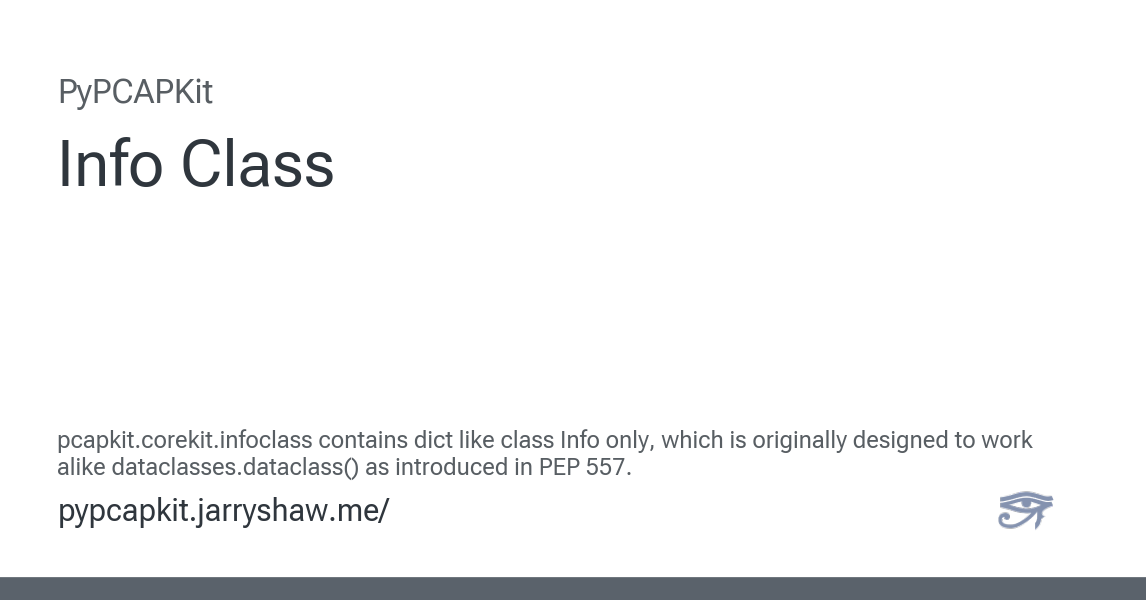 PyPCAPKit
Info Class
pcapkit.corekit.infoclass contains dict like class Info only, which is originally designed to work
alike dataclasses.dataclass() as introduced in PEP 557.
pypcapkit.jarryshaw.me/